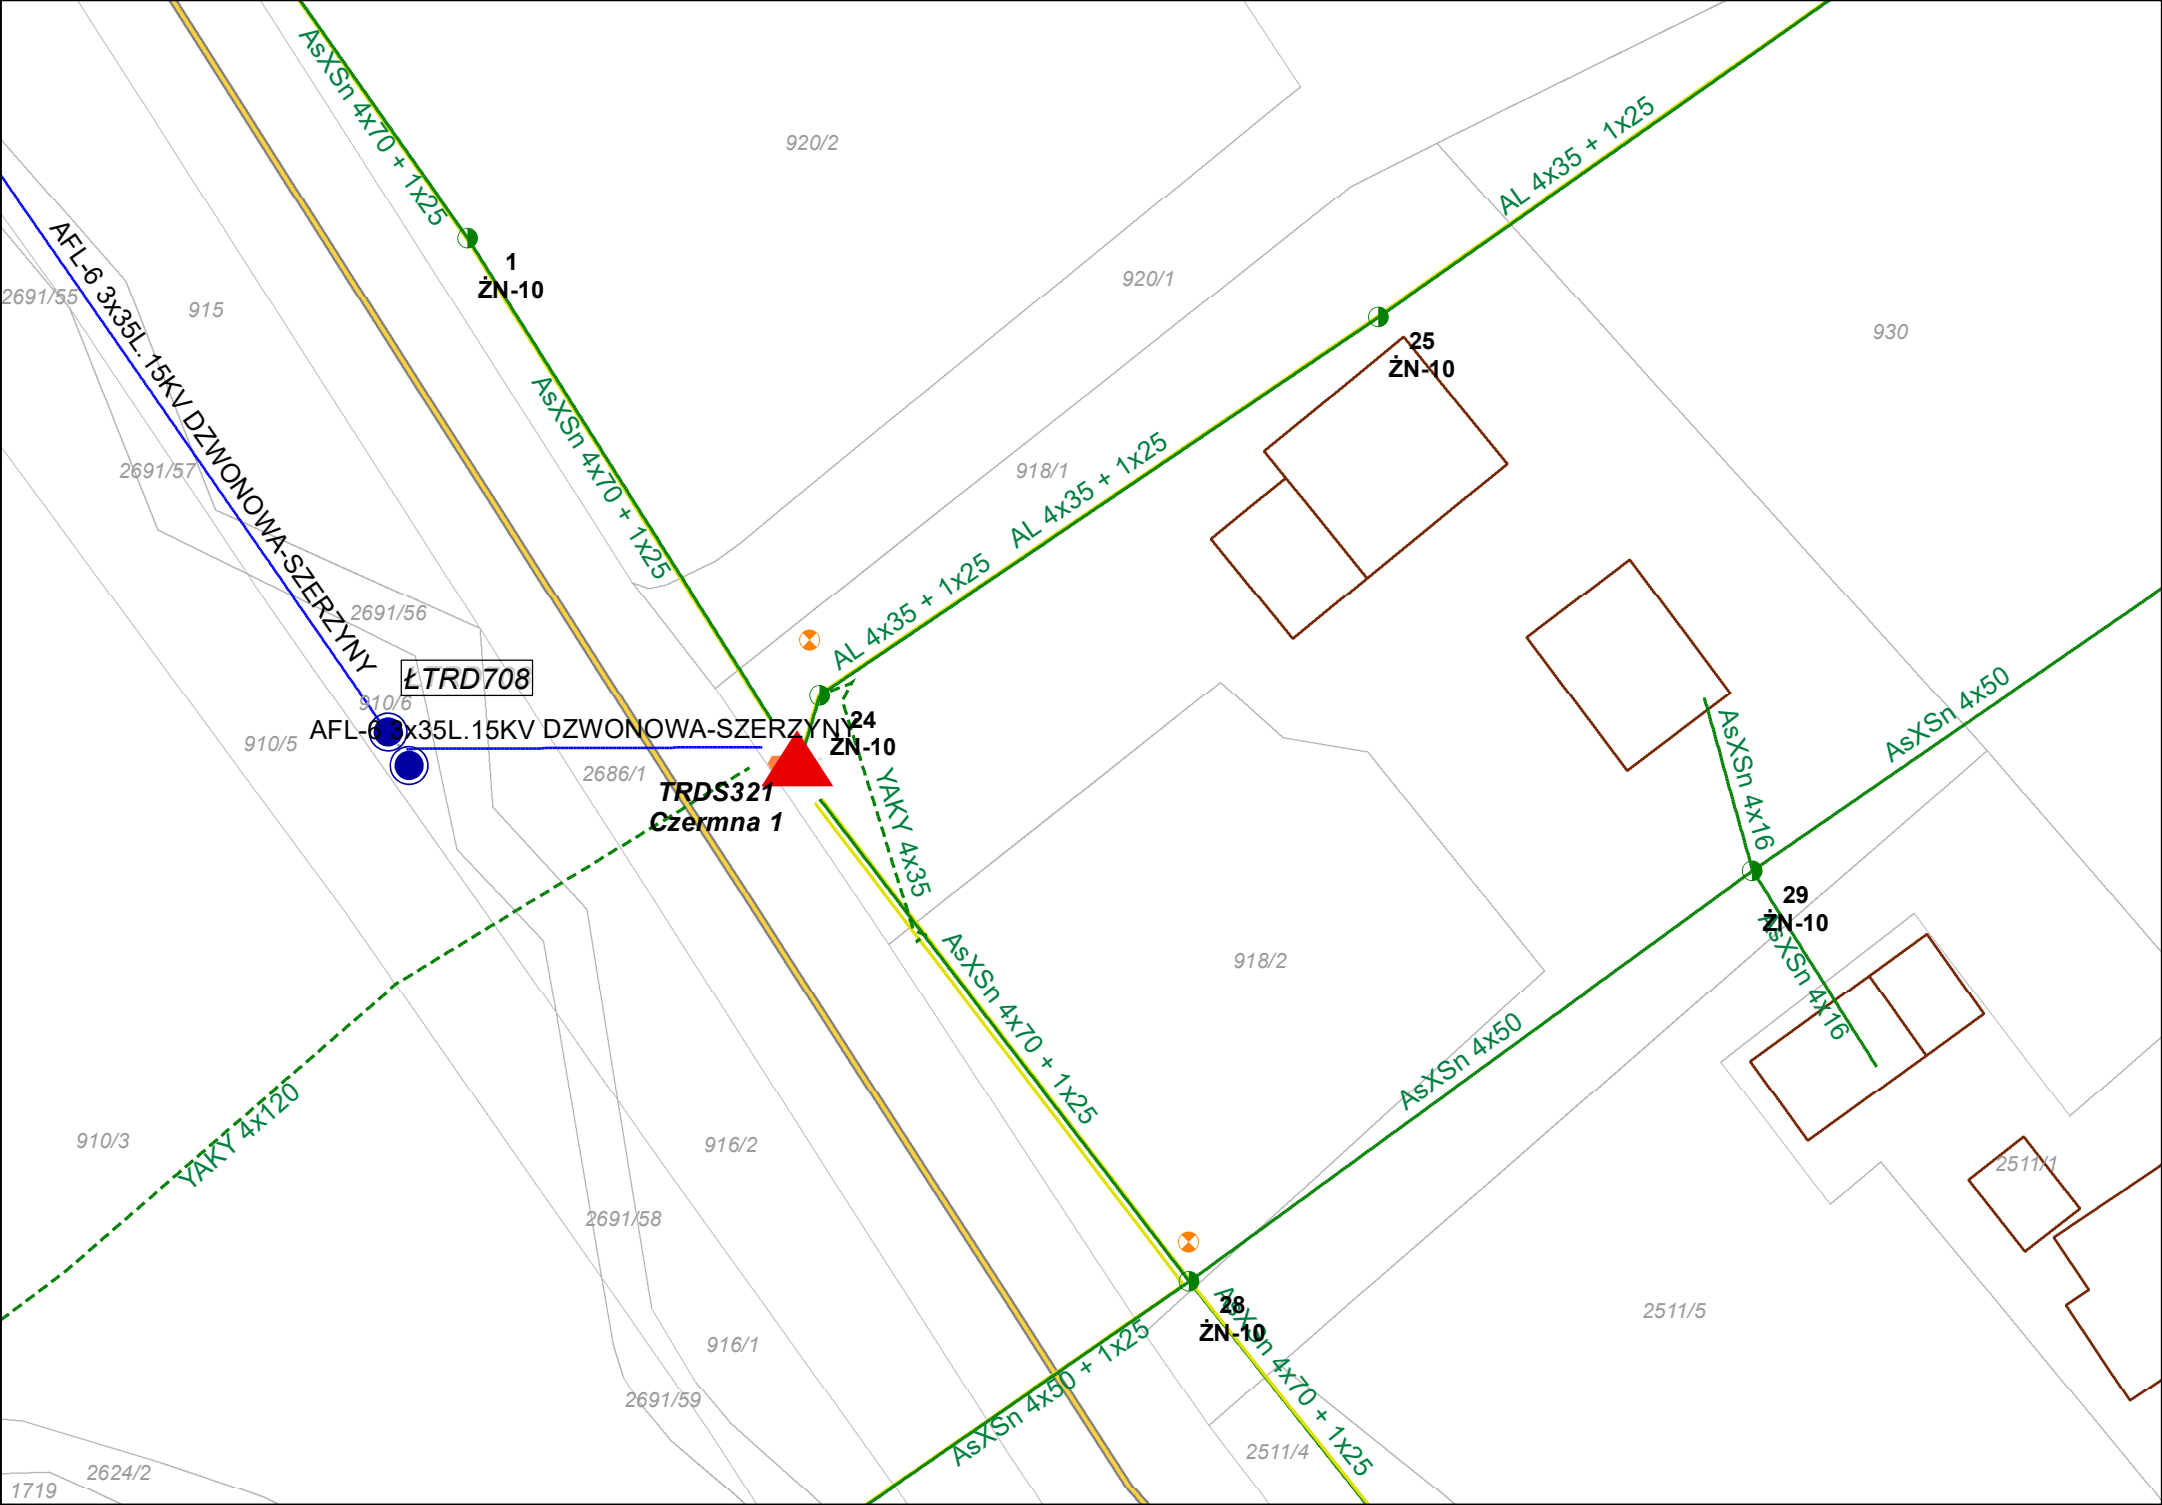 AsXSn 4x70 + 1x25
920/2
AL 4x35 + 1x25
1
ŻN-10
920/1
AFL-6 3x35L.15KV DZWONOWA-SZERZYNY
2691/55
915
930
25
ŻN-10
AsXSn 4x70 + 1x25
2691/57
918/1
AL 4x35 + 1x25
AL 4x35 + 1x25
2691/56
ŁTRD708
910/6
AFL-6 3x35L.15KV DZWONOWA-SZERZYNY
24
ŻN-10
910/5
2686/1
TRDS321
Czermna 1
YAKY 4x35
AsXSn 4x16
AsXSn 4x50
29
ŻN-10
AsXSn 4x16
918/2
AsXSn 4x70 + 1x25
AsXSn 4x50
YAKY 4x120
910/3
916/2
2511/1
2691/58
28
ŻN-10
AsXSn 4x70 + 1x25
2511/5
916/1
AsXSn 4x50 + 1x25
2691/59
2511/4
2624/2
1719